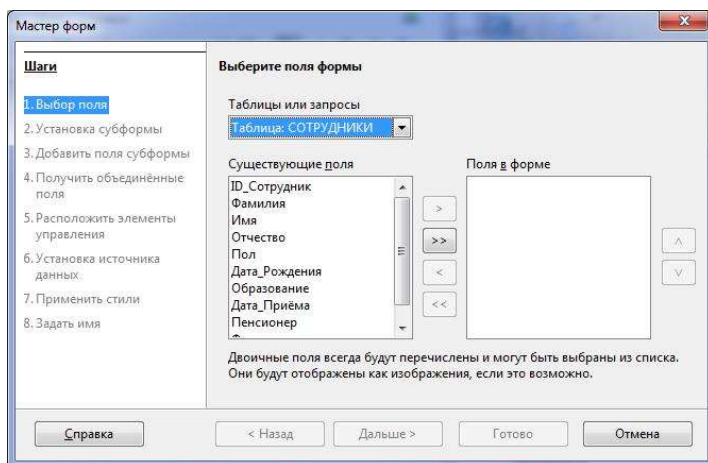 Мастер форм
Шаги
1. Выбор поля
2. Установка субформы
3. Добавить поля субформы
4. Получить объединённые
поля
5. Расположить элементы
управления
6. Установка источника
данных
7. Применить стили
8. Задать имя
Выберите поля формы
Таблицы или запросы
Таблица: СОТРУДНИКИ
Существующие поля
ID_Сотрудник
Фамилия
Имя
Отчество
Пол
Дата_Рождения
Образование
Дата_Приёма
Пенсионер
>
>>
<
<<
Поля в форме
Двоичные поля всегда будут перечислены и могут быть выбраны из списка.
Они будут отображены как изображения, если это возможно.
Справка
< Назад
Дальше >
Готово
Отмена